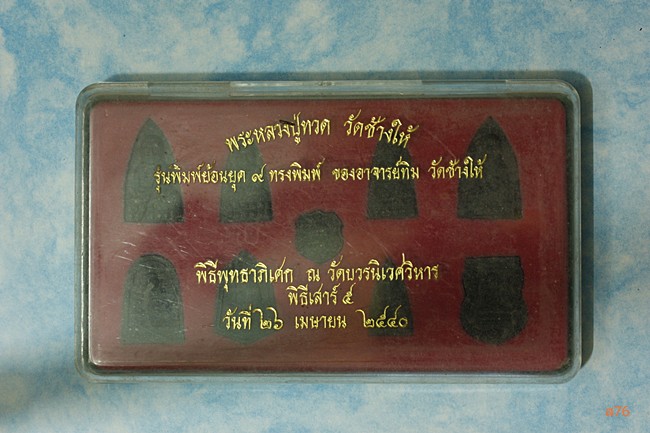 พระหลวงปู่ทวด วัดช้างให้
รุ่นพิมพ์ย้อนยุค ๙ ทรงพิมพ์ ของอาจารย์ทิม วัดช้างให้
พิธีพุทธาภิเศก ณ วัดบวรนิเวศวิหาร
พิธีเสาร์ ๕
วันที่ ๒๖ เมษายน ๒๕๔๐
a76